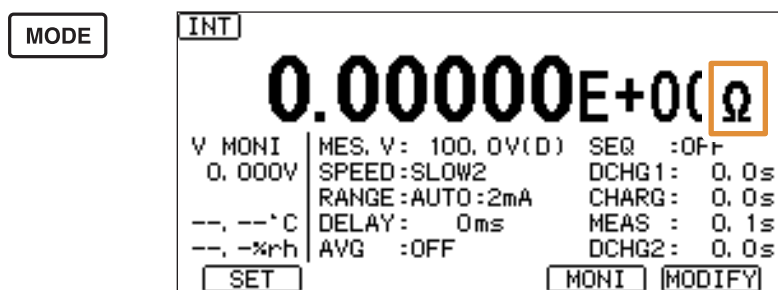 MODE
INT
0.00000E+00 Ω
V MONI MES. V: 100. 0V(D) SEQ :OFF
0. 000V SPEED:SLOW2 DCHG1: 0. 0s
RANGE:AUTO:2mA CHARG: 0. 0s
--. --°C DELAY: 0ms MEAS : 0. 1s
--. -%rh AVG :OFF DCHG2: 0. 0s
SET MONI MODIFY